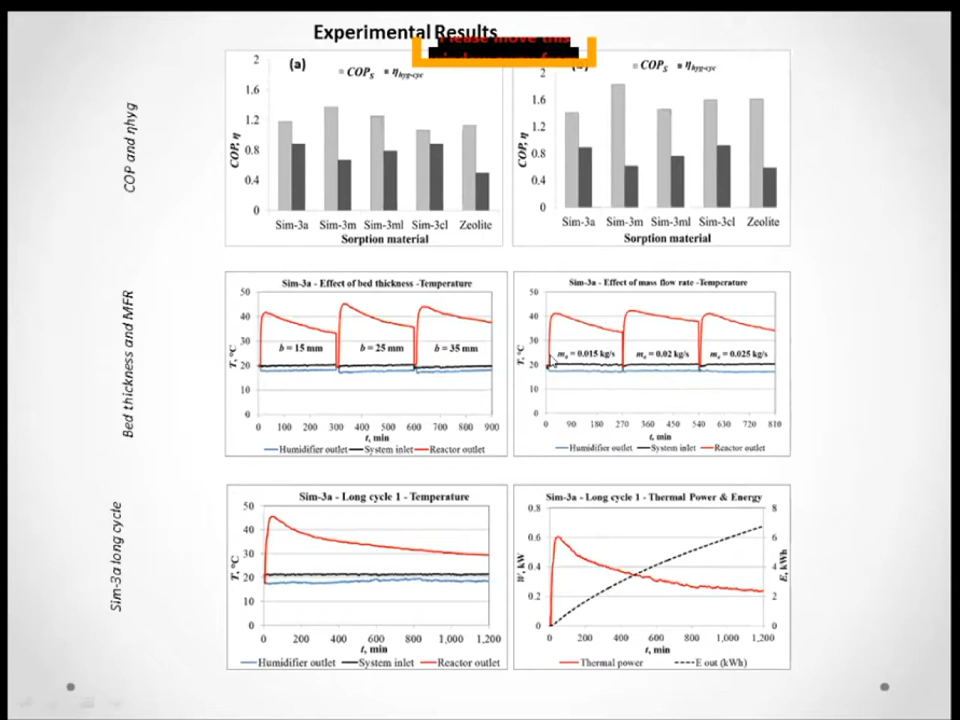 Experimental Results
Please move this
COP and ηhyg
(a)
COP_S η_hyg-cyc
COP, η
2
1.6
1.2
0.8
0.4
0
Sim-3a Sim-3m Sim-3ml Sim-3cl Zeolite
Sorption material
COP_S η_hyg-cyc
COP, η
2
1.6
1.2
0.8
0.4
0
Sim-3a Sim-3m Sim-3ml Sim-3cl Zeolite
Sorption material
Bed thickness and MFR
Sim-3a - Effect of bed thickness -Temperature
T, °C
50
40
30
20
10
0
b = 15 mm b = 25 mm b = 35 mm
0 100 200 300 400 500 600 700 800 900
t, min
Humidifier outlet System inlet Reactor outlet
Sim-3a - Effect of mass flow rate -Temperature
T, °C
50
40
30
20
10
0
ma = 0.015 kg/s ma = 0.02 kg/s ma = 0.025 kg/s
0 90 180 270 360 450 540 630 720 810
t, min
Humidifier outlet System inlet Reactor outlet
Sim-3a long cycle
Sim-3a - Long cycle 1 - Temperature
T, °C
50
40
30
20
10
0
0 200 400 600 800 1,000 1,200
t, min
Humidifier outlet System inlet Reactor outlet
Sim-3a - Long cycle 1 - Thermal Power & Energy
W, kW
0.8
0.6
0.4
0.2
0
8
6
4
2
0
E, kWh
0 200 400 600 800 1,000 1,200
t, min
Thermal power E out (kWh)